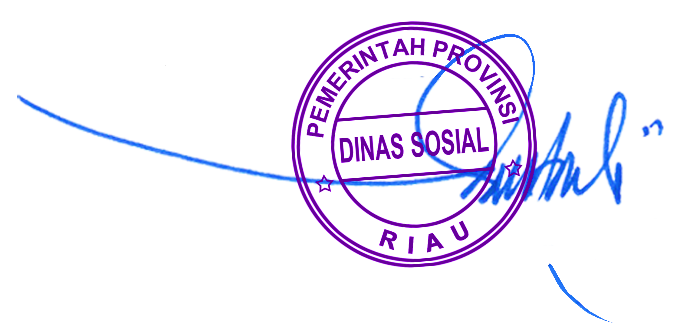 PEMERINTAH PROVINSI
DINAS SOSIAL
RIAU